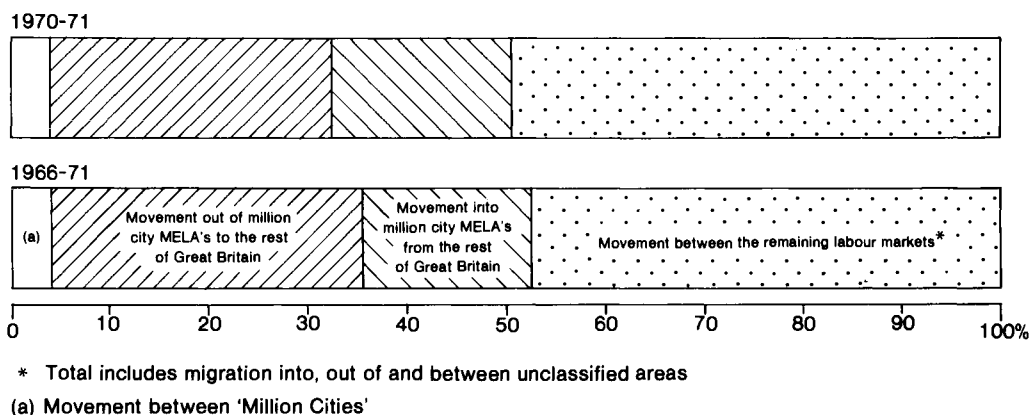 1970-71
1966-71
(a)
Movement out of million
city MELA's to the rest
of Great Britain
Movement into
million city MELA's
from the rest
of Great Britain
Movement between the remaining labour markets*
0 10 20 30 40 50 60 70 80 90 100%
* Total includes migration into, out of and between unclassified areas
(a) Movement between 'Million Cities'